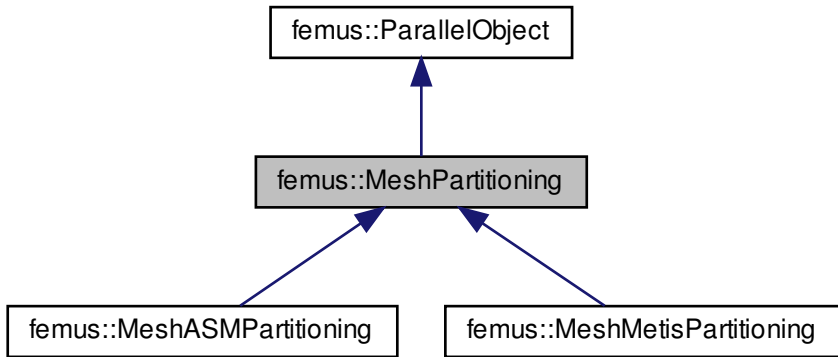 femus::ParallelObject
femus::MeshPartitioning
femus::MeshASMPartitioning
femus::MeshMetisPartitioning